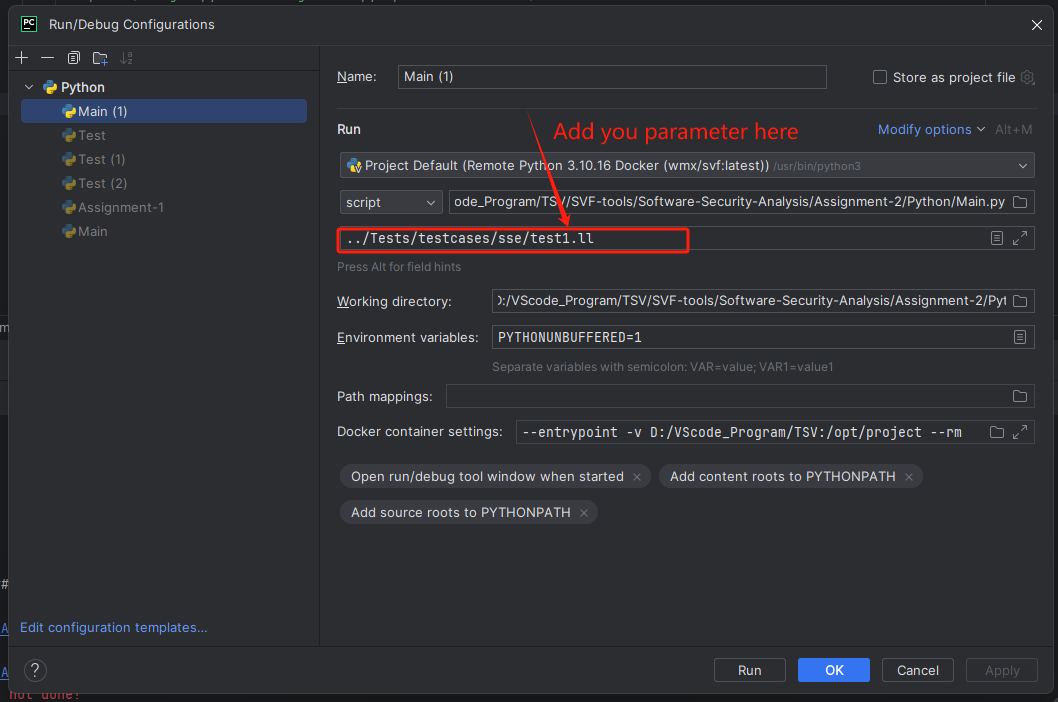 PC Run/Debug Configurations
Python
Main (1)
Test
Test (1)
Test (2)
Assignment-1
Main
Edit configuration templates...
Name: Main (1) Store as project file
Run Add you parameter here Modify options Alt+M
Project Default (Remote Python 3.10.16 Docker (wmx/svf:latest)) /usr/bin/python3
script ode_Program/TSV/SVF-tools/Software-Security-Analysis/Assignment-2/Python/Main.py
../Tests/testcases/sse/test1.ll
Press Alt for field hints
Working directory: D:/VScode_Program/TSV/SVF-tools/Software-Security-Analysis/Assignment-2/Pyt
Environment variables: PYTHONUNBUFFERED=1
Separate variables with semicolon: VAR=value; VAR1=value1
Path mappings:
Docker container settings: --entrypoint -v D:/VScode_Program/TSV:/opt/project --rm
Open run/debug tool window when started × Add content roots to PYTHONPATH ×
Add source roots to PYTHONPATH ×
? Run OK Cancel Apply
not done!